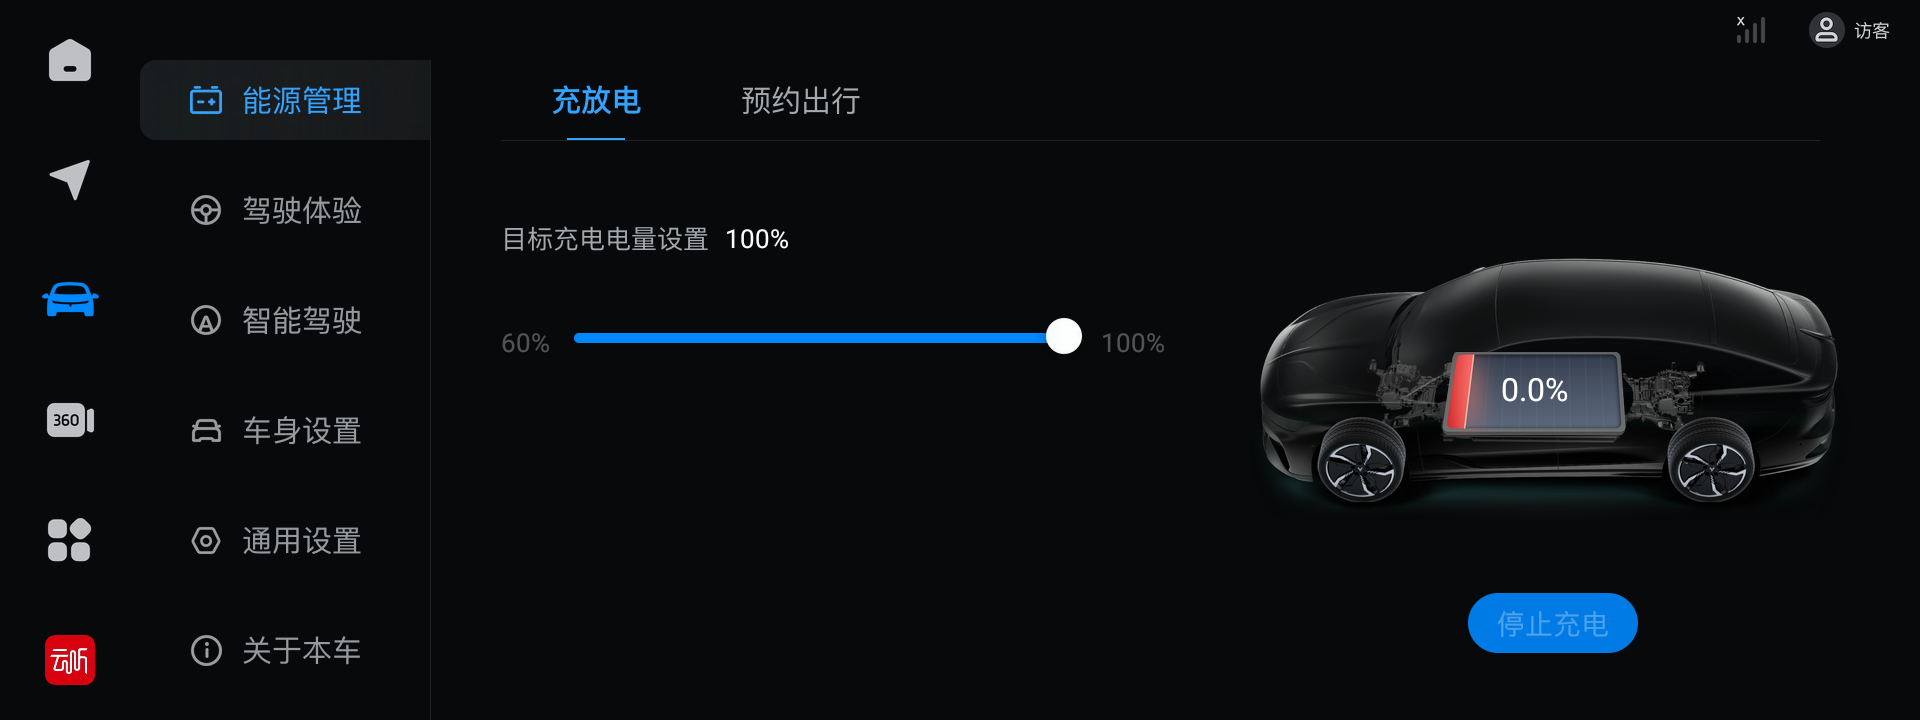 x
访客
能源管理
充放电
预约出行
驾驶体验
目标充电电量设置 100%
智能驾驶
60%
100%
0.0%
360
车身设置
通用设置
停止充电
云听
关于本车